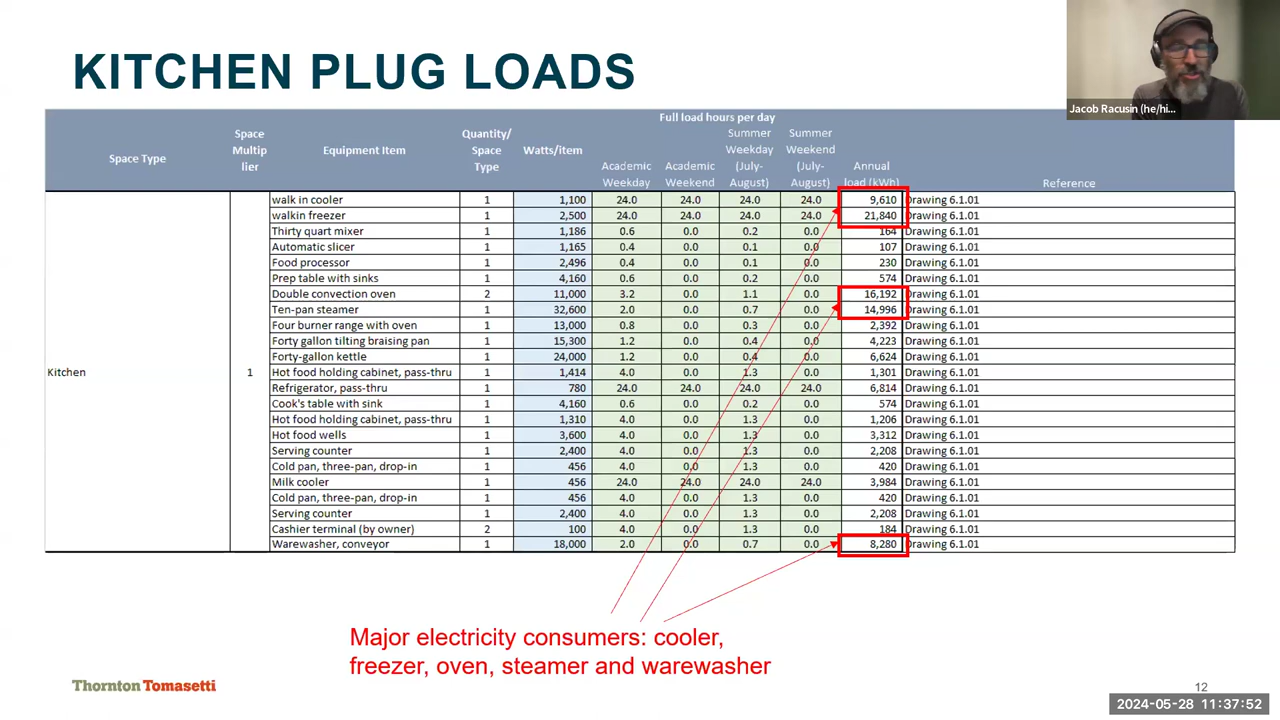 KITCHEN PLUG LOADS
Jacob Racusin (he/hi...
Space Type
Space Multip lier
Equipment Item
Quantity/ Space Type
Watts/item
Full load hours per day
Academic Weekday
Academic Weekend
Summer Weekday (July-August)
Summer Weekend (July-August)
Annual load (kWh)
Reference
Kitchen
1
walk in cooler 1 1,100 24.0 24.0 24.0 24.0 9,610 Drawing 6.1.01
walkin freezer 1 2,500 24.0 24.0 24.0 24.0 21,840 Drawing 6.1.01
Thirty quart mixer 1 1,186 0.6 0.0 0.2 0.0 164 Drawing 6.1.01
Automatic slicer 1 1,165 0.4 0.0 0.1 0.0 107 Drawing 6.1.01
Food processor 1 2,496 0.4 0.0 0.1 0.0 230 Drawing 6.1.01
Prep table with sinks 1 4,160 0.6 0.0 0.2 0.0 574 Drawing 6.1.01
Double convection oven 2 11,000 3.2 0.0 1.1 0.0 16,192 Drawing 6.1.01
Ten-pan steamer 1 32,600 2.0 0.0 0.7 0.0 14,996 Drawing 6.1.01
Four burner range with oven 1 13,000 0.8 0.0 0.3 0.0 2,392 Drawing 6.1.01
Forty gallon tilting braising pan 1 15,300 1.2 0.0 0.4 0.0 4,223 Drawing 6.1.01
Forty-gallon kettle 1 24,000 1.2 0.0 0.4 0.0 6,624 Drawing 6.1.01
Hot food holding cabinet, pass-thru 1 1,414 4.0 0.0 1.3 0.0 1,301 Drawing 6.1.01
Refrigerator, pass-thru 1 780 24.0 24.0 24.0 24.0 6,814 Drawing 6.1.01
Cook's table with sink 1 4,160 0.6 0.0 0.2 0.0 574 Drawing 6.1.01
Hot food holding cabinet, pass-thru 1 1,310 4.0 0.0 1.3 0.0 1,206 Drawing 6.1.01
Hot food wells 1 3,600 4.0 0.0 1.3 0.0 3,312 Drawing 6.1.01
Serving counter 1 2,400 4.0 0.0 1.3 0.0 2,208 Drawing 6.1.01
Cold pan, three-pan, drop-in 1 456 4.0 0.0 1.3 0.0 420 Drawing 6.1.01
Milk cooler 1 456 24.0 24.0 24.0 24.0 3,984 Drawing 6.1.01
Cold pan, three-pan, drop-in 1 456 4.0 0.0 1.3 0.0 420 Drawing 6.1.01
Serving counter 1 2,400 4.0 0.0 1.3 0.0 2,208 Drawing 6.1.01
Cashier terminal (by owner) 2 100 4.0 0.0 1.3 0.0 184 Drawing 6.1.01
Warewasher, conveyor 1 18,000 2.0 0.0 0.7 0.0 8,280 Drawing 6.1.01
Major electricity consumers: cooler,
freezer, oven, steamer and warewasher
Thornton Tomasetti
12
2024-05-28 11:37:52